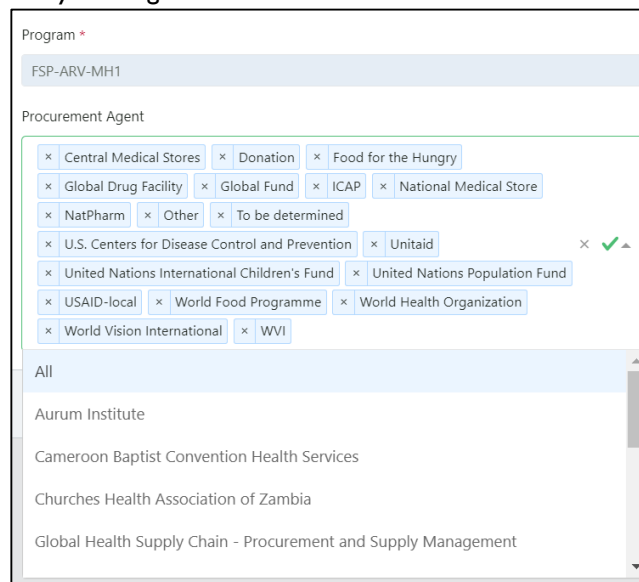 Program *
FSP-ARV-MH1
Procurement Agent
× Central Medical Stores × Donation × Food for the Hungry
× Global Drug Facility × Global Fund × ICAP × National Medical Store
× NatPharm × Other × To be determined
× U.S. Centers for Disease Control and Prevention × Unitaid ×
× United Nations International Children's Fund × United Nations Population Fund
× USAID-local × World Food Programme × World Health Organization
× World Vision International × WVI
All
Aurum Institute
Cameroon Baptist Convention Health Services
Churches Health Association of Zambia
Global Health Supply Chain - Procurement and Supply Management